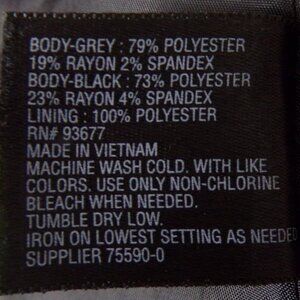 BODY-GREY : 79% POLYESTER
19% RAYON 2% SPANDEX
BODY-BLACK : 73% POLYESTER
23% RAYON 4% SPANDEX
LINING : 100% POLYESTER
RN# 93677
MADE IN VIETNAM
MACHINE WASH COLD. WITH LIKE
COLORS. USE ONLY NON-CHLORINE
BLEACH WHEN NEEDED.
TUMBLE DRY LOW.
IRON ON LOWEST SETTING AS NEEDE
SUPPLIER 75590-0